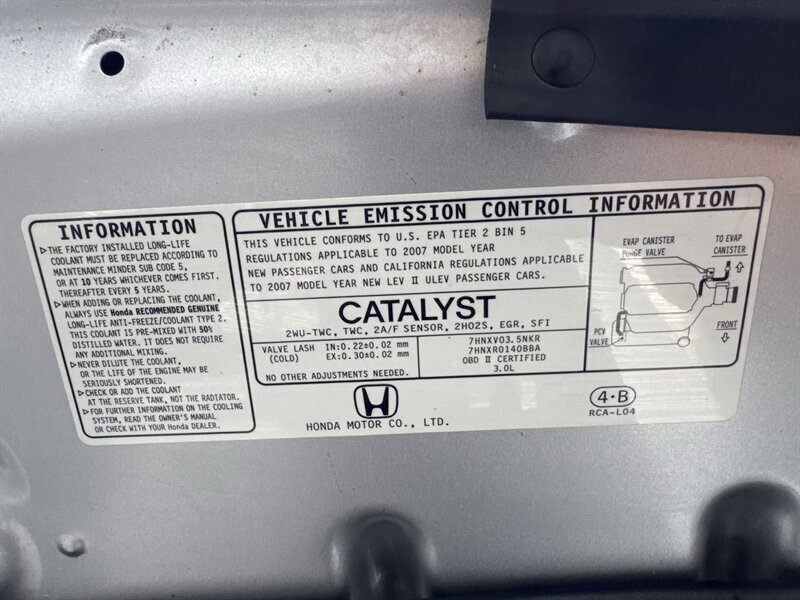 INFORMATION
▷THE FACTORY INSTALLED LONG-LIFE
COOLANT MUST BE REPLACED ACCORDING TO
MAINTENANCE MINDER SUB CODE 5,
OR AT 10 YEARS WHICHEVER COMES FIRST.
THEREAFTER EVERY 5 YEARS.
▷WHEN ADDING OR REPLACING THE COOLANT,
ALWAYS USE Honda RECOMMENDED GENUINE
LONG-LIFE ANTI-FREEZE/COOLANT TYPE 2.
THIS COOLANT IS PRE-MIXED WITH 50%
DISTILLED WATER. IT DOES NOT REQUIRE
ANY ADDITIONAL MIXING.
▷NEVER DILUTE THE COOLANT,
OR THE LIFE OF THE ENGINE MAY BE
SERIOUSLY SHORTENED.
▷CHECK OR ADD THE COOLANT
AT THE RESERVE TANK, NOT THE RADIATOR.
▷FOR FURTHER INFORMATION ON THE COOLING
SYSTEM, READ THE OWNER'S MANUAL
OR CHECK WITH YOUR Honda DEALER.
VEHICLE EMISSION CONTROL INFORMATION
THIS VEHICLE CONFORMS TO U.S. EPA TIER 2 BIN 5
REGULATIONS APPLICABLE TO 2007 MODEL YEAR
NEW PASSENGER CARS AND CALIFORNIA REGULATIONS APPLICABLE
TO 2007 MODEL YEAR NEW LEV II ULEV PASSENGER CARS.
CATALYST
2WU-TWC, TWC, 2A/F SENSOR, 2HO2S, EGR, SFI
VALVE LASH IN:0.22±0.02 mm
(COLD) EX:0.30±0.02 mm
NO OTHER ADJUSTMENTS NEEDED.
7HNXV03.5NKR
7HNXR0140BBA
OBD II CERTIFIED
3.0L
EVAP CANISTER
PURGE VALVE
TO EVAP
CANISTER
PCV
VALVE
FRONT
HONDA MOTOR CO., LTD.
4·B
RCA-L04